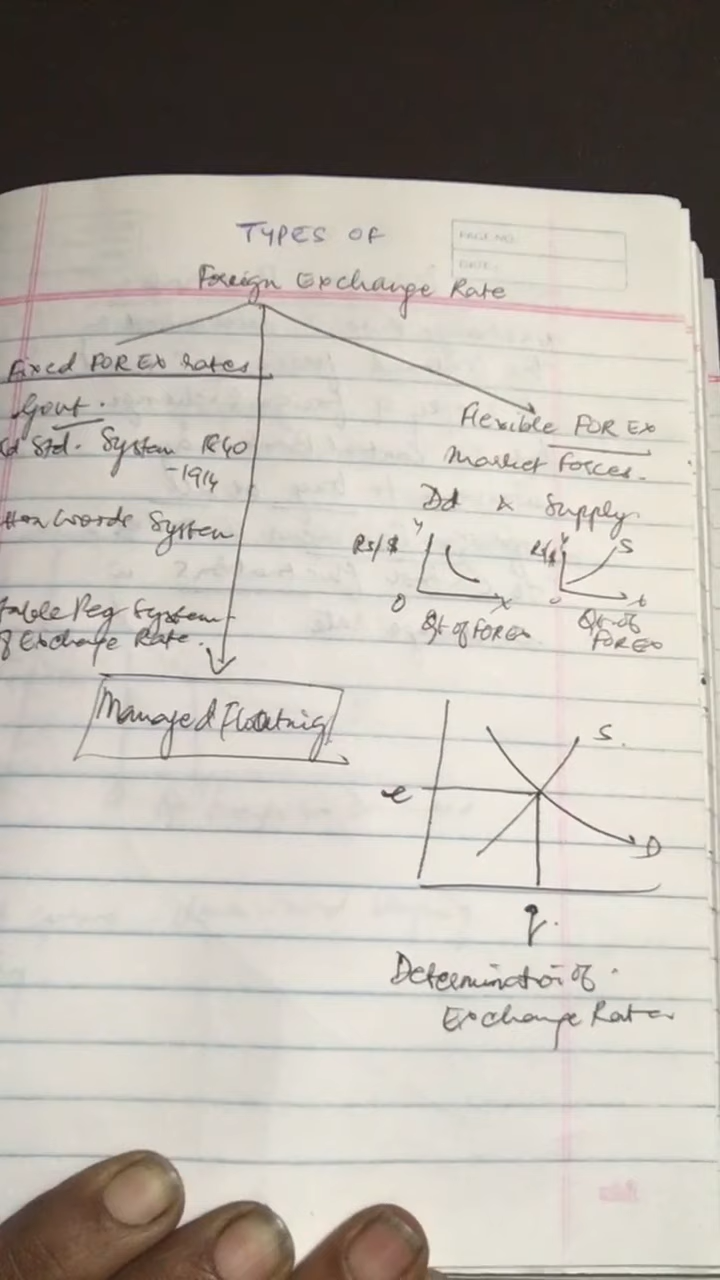 TYPES OF
Foreign Exchange Rate
PAGE NO.
DATE:
Fixed FOREX rates
Govt.
d Std. System
-1914
System
Peg System
Exchange Rate.
Managed Floating
Flexible FOREX
Market Forces.
Dd & Supply
Y
Rs/$
O
X
Qt. of FOREX
Y
S
O
Qt. of
FOREX
S.
e
D
q.
Determination of
Exchange Rate